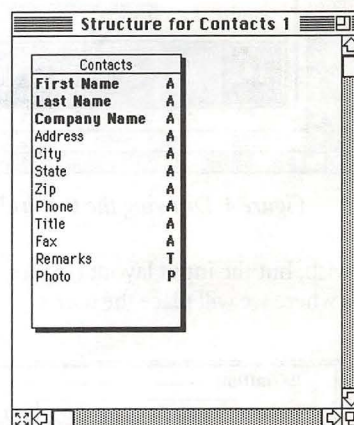 Structure for Contacts 1
Contacts
First Name A
Last Name A
Company Name A
Address A
City A
State A
Zip A
Phone A
Title A
Fax A
Remarks T
Photo P